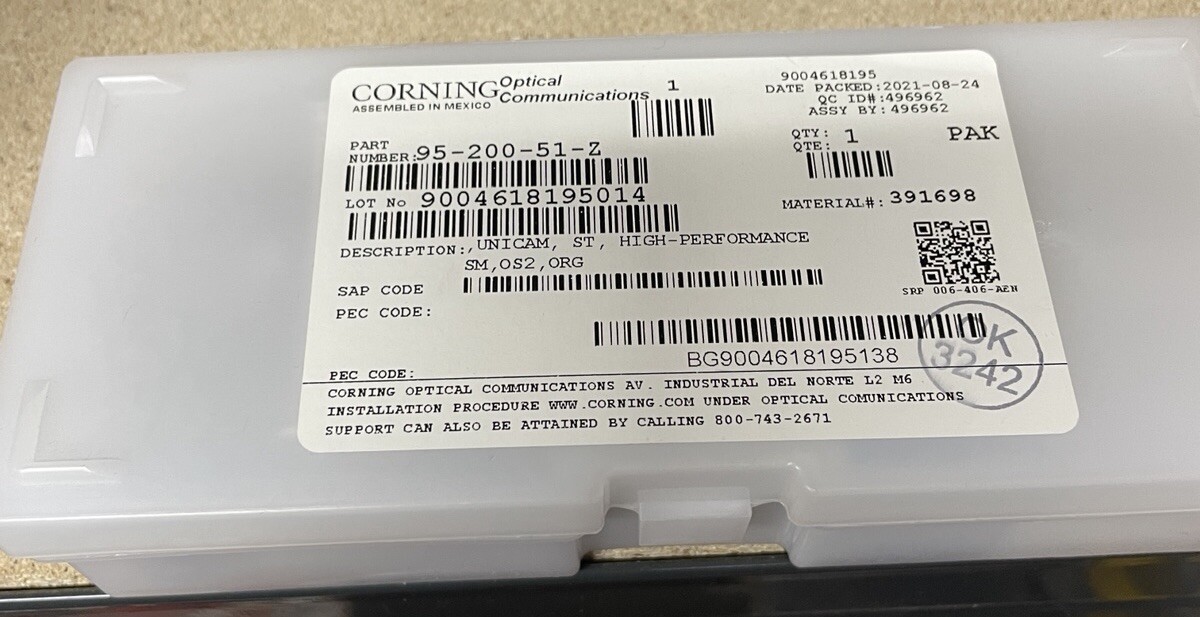 CORNING Optical Communications
ASSEMBLED IN MEXICO
1
9004618195
DATE PACKED:2021-08-24
QC ID#:496962
ASSY BY:496962
PART
NUMBER:95-200-51-Z
QTY: 1 PAK
QTE:
LOT No 9004618195014
MATERIAL#:391698
DESCRIPTION:,UNICAM, ST, HIGH-PERFORMANCE
SM,OS2,ORG
SAP CODE
SRP 006-406-AEN
PEC CODE:
BG9004618195138
OK
3242
PEC CODE:
CORNING OPTICAL COMMUNICATIONS AV. INDUSTRIAL DEL NORTE L2 M6
INSTALLATION PROCEDURE WWW.CORNING.COM UNDER OPTICAL COMUNICATIONS
SUPPORT CAN ALSO BE ATTAINED BY CALLING 800-743-2671